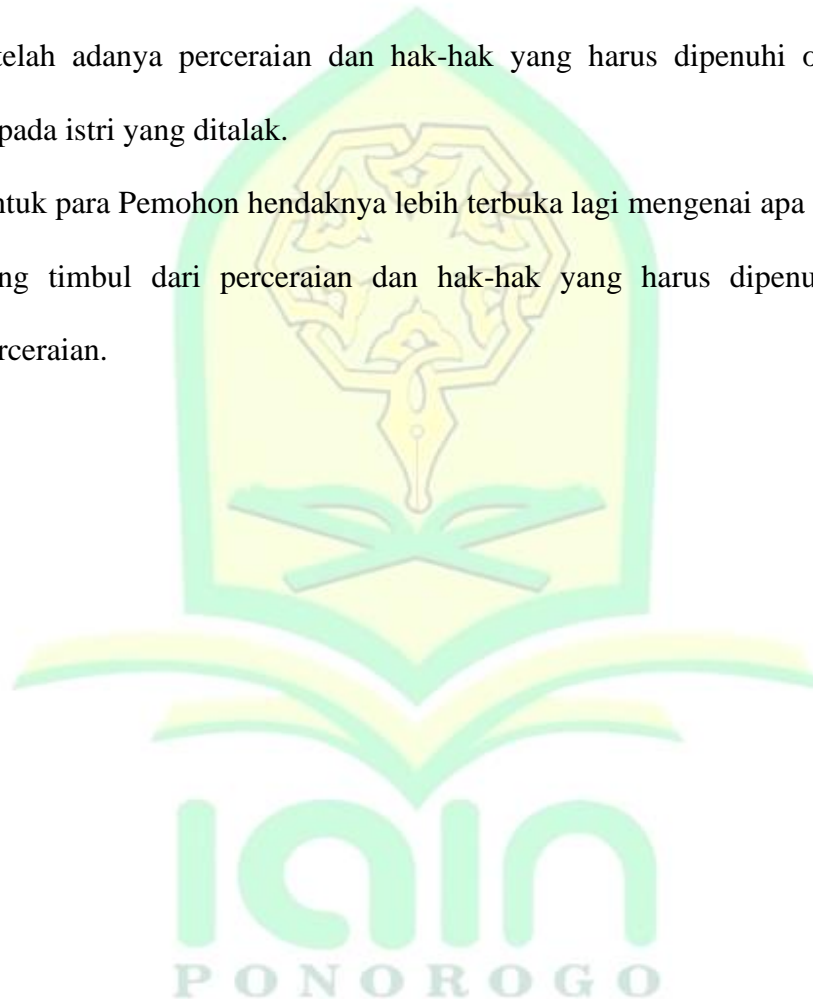 telah adanya perceraian dan hak-hak yang harus dipenuhi
pada istri yang ditalak.
ntuk para Pemohon hendaknya lebih terbuka lagi mengenai apa
ng timbul dari perceraian dan hak-hak yang harus dipenu
rceraian.
iain
PONOROGO